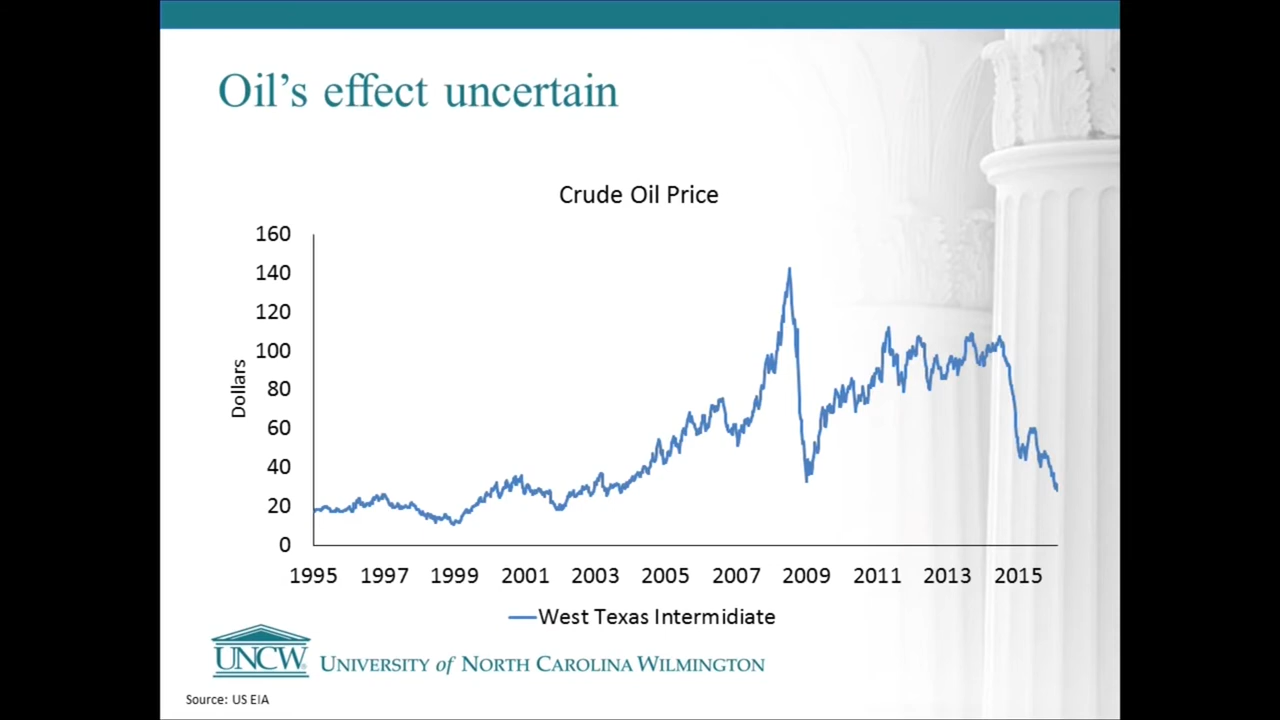 Oil’s effect uncertain
Crude Oil Price
160
140
120
100
80
60
40
20
0
Dollars
1995 1997 1999 2001 2003 2005 2007 2009 2011 2013 2015
West Texas Intermidiate
UNCW
UNIVERSITY of NORTH CAROLINA WILMINGTON
Source: US EIA